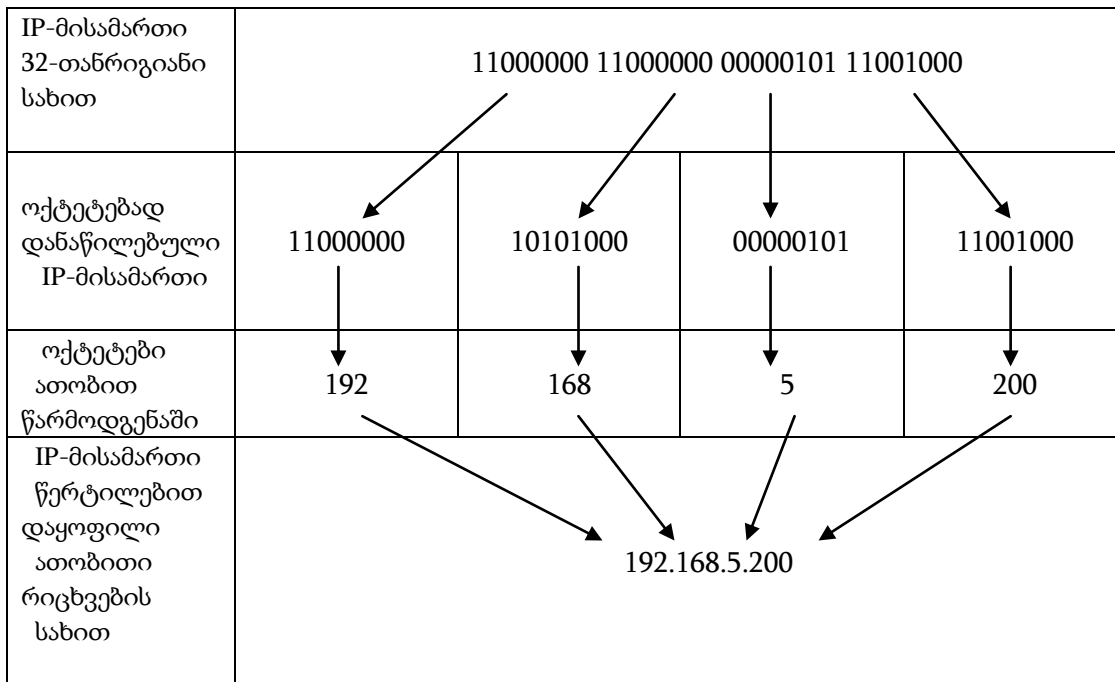 IP-მისამართი
32-თანრიგიანი
სახით
11000000 11000000 00000101 11001000
ოქტეტებად
დანაწილებული
IP-მისამართი
11000000
10101000
00000101
11001000
ოქტეტები
ათობით
წარმოდგენაში
192
168
5
200
IP-მისამართი
წერტილებით
დაყოფილი
ათობითი
რიცხვების
სახით
192.168.5.200